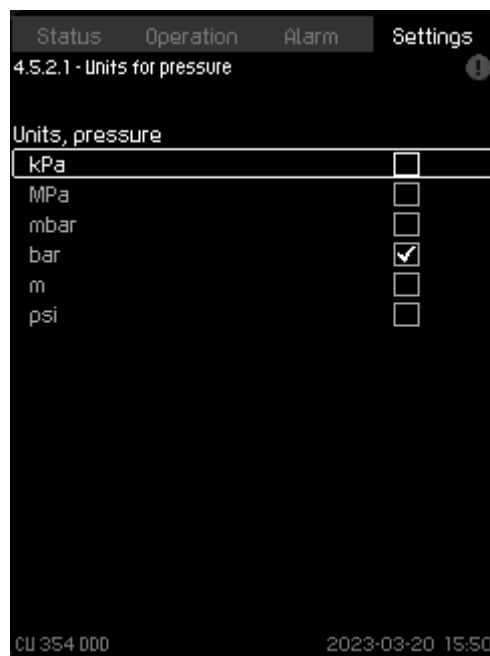 Status Operation Alarm Settings
4.5.2.1 - Units for pressure
Units, pressure
kPa
MPa
mbar
bar
m
psi
CU 354 DDD 2023-03-20 15:50